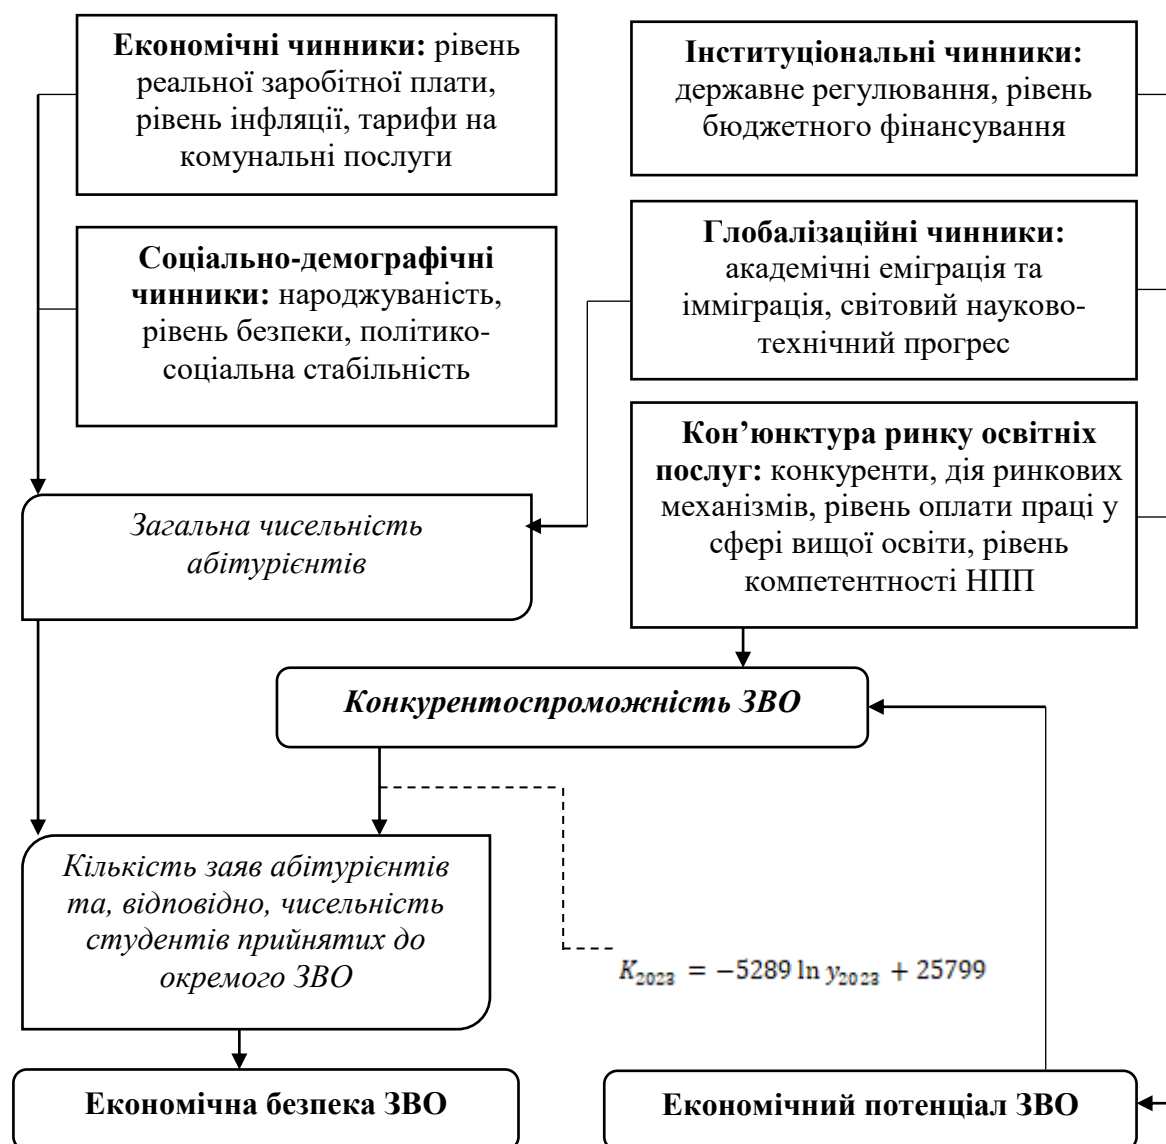 Економічні чинники: рівень
реальної заробітної плати,
рівень інфляції, тарифи на
комунальні послуги
Соціально-демографічні
чинники: народжуваність,
рівень безпеки, політико-
соціальна стабільність
Інституціональні чинники:
державне регулювання, рівень
бюджетного фінансування
Глобалізаційні чинники:
академічні еміграція та
імміграція, світовий науково-
технічний прогрес
Кон’юнктура ринку освітніх
послуг: конкуренти, дія ринкових
механізмів, рівень оплати праці у
сфері вищої освіти, рівень
компетентності НПП
Загальна чисельність
абітурієнтів
Конкурентоспроможність ЗВО
Кількість заяв абітурієнтів
та, відповідно, чисельність
студентів прийнятих до
окремого ЗВО
K₂₀₂₃ = −5289 ln y₂₀₂₃ + 25799
Економічна безпека ЗВО
Економічний потенціал ЗВО